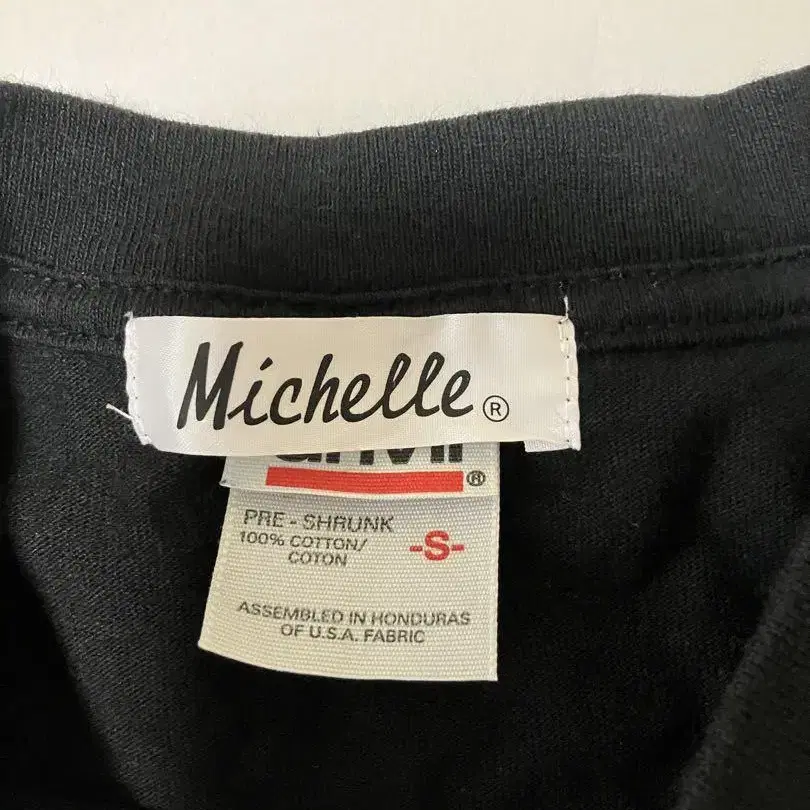 Michelle®
®
PRE-SHRUNK
100% COTTON/
COTON
-S-
ASSEMBLED IN HONDURAS
OF U.S.A. FABRIC